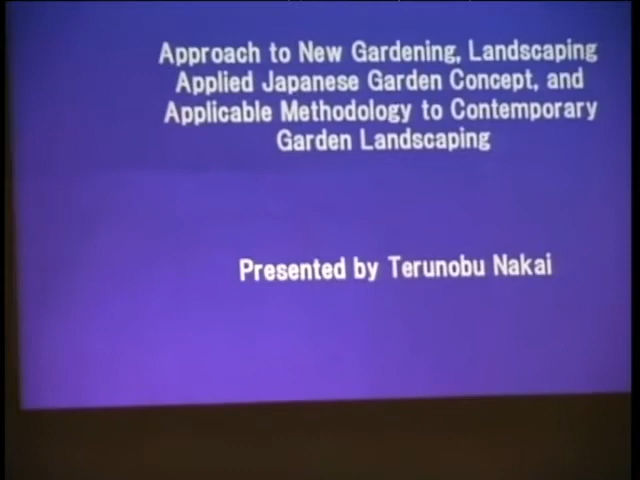 Approach to New Gardening, Landscaping
Applied Japanese Garden Concept, and
Applicable Methodology to Contemporary
Garden Landscaping
Presented by Terunobu Nakai